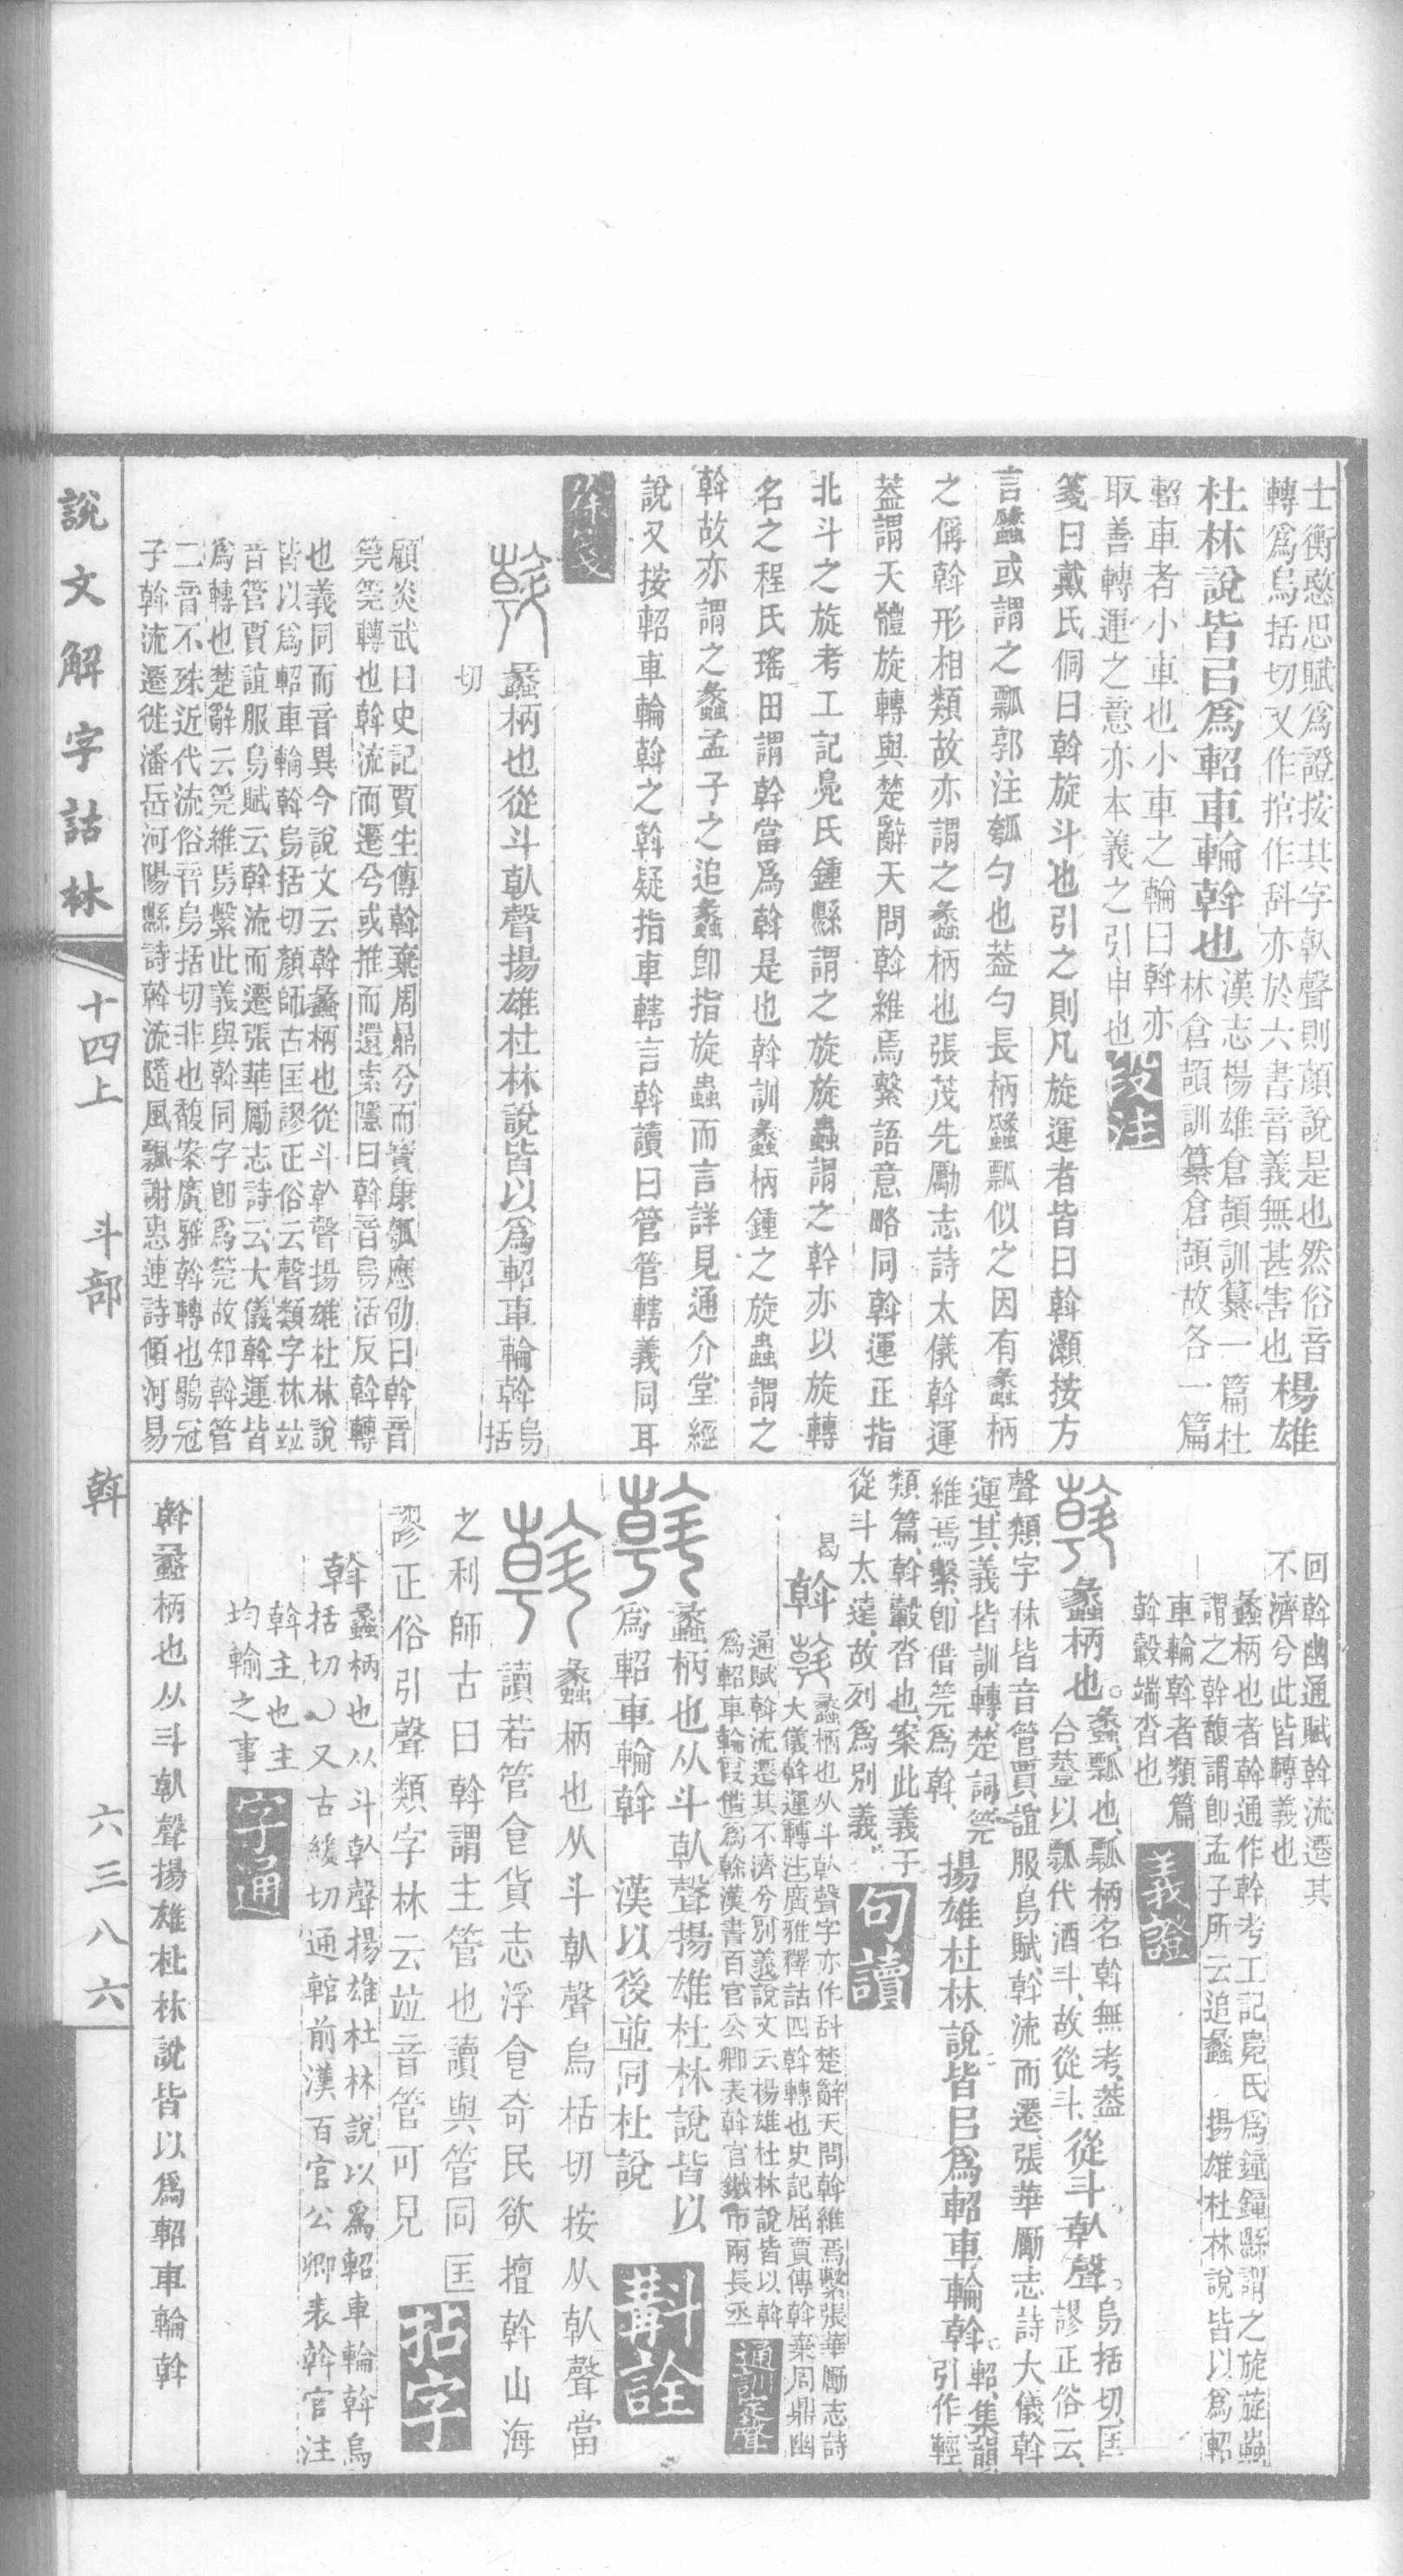 士衡愍思賦爲證按其字倝聲則顏說是也然俗音
轉爲烏括切又作捾作㪴亦於六書音義無甚害也 楊雄
杜林說皆㠯爲軺車輪斡也 漢志楊雄倉頡訓纂一篇杜
林倉頡訓纂倉頡故各一篇
軺車者小車也小車之輪曰斡亦
取善轉運之意亦本義之引申也 段注
箋曰戴氏侗曰斡旋斗也引之則凡旋運者皆曰斡灝按方
言蠡或謂之瓢郭注瓠勺也葢勺長柄蠡瓢似之因有蠡柄
之偁斡形相類故亦謂之蠡柄也張茂先勵志詩太儀斡運
葢謂天體旋轉與楚辭天問斡維焉繫語意略同斡運正指
北斗之旋考工記鳧氏鍾縣謂之旋旋蟲謂之幹亦以旋轉
名之程氏瑤田謂幹當爲斡是也斡訓蠡柄鍾之旋蟲謂之
斡故亦謂之蠡孟子之追蠡卽指旋蟲而言詳見通介堂經
說又按軺車輪斡之斡疑指車轄言斡讀曰管管轄義同耳
徐箋
斡 蠡柄也從斗倝聲揚雄杜林說皆以爲軺車輪斡烏括
切
顧炎武曰史記賈生傳斡棄周鼎兮而寶康瓠應劭曰斡音
筦筦轉也斡流而遷兮或推而還索隱曰斡音烏活反斡轉
也義同而音異今說文云斡蠡柄也從斗倝聲揚雄杜林說
皆以爲軺車輪斡烏括切顏師古匡謬正俗云聲類字林竝
音管賈誼服鳥賦云斡流而遷張華勵志詩云大儀斡運皆
爲轉也楚辭云筦維焉繫此義與斡同字卽爲筦故知斡管
二音不殊近代流俗音烏括切非也馥案廣雅斡轉也鶡冠
子斡流遷徙潘岳河陽縣詩斡流隨風飄謝惠連詩傾河易
回斡幽通賦斡流遷其
不濟兮此皆轉義也
蠡柄也者斡通作幹考工記鳧氏爲鐘鐘縣謂之旋旋蟲
謂之幹馥謂卽孟子所云追蠡 揚雄杜林說皆以爲軺
車輪斡者類篇
斡轂端沓也 義證
斡 蠡柄也。蠡瓢也、瓢柄名斡無考、葢
台葢以瓢代酒斗、故從斗、從斗倝聲。烏括切、匡
謬正俗云、
聲類字林皆音管賈誼服鳥賦、斡流而遷、張華勵志詩大儀斡
運、其義皆訓轉、楚詞筦
維焉繫、卽借筦爲斡、揚雄杜林說皆㠯爲軺車輪斡。軺、集韻
引作輕、
類篇、斡轂沓也、案此義于
從斗太遠、故列爲別義、 句讀
曷 斡 斡 蠡柄也从斗倝聲字亦作㪴楚辭天問斡維焉繫張華勵志詩
大儀斡運轉注廣雅釋詁四斡轉也史記屈賈傳斡棄周鼎幽
通賦斡流遷其不濟兮別義說文云楊雄杜林說皆以斡
爲軺車輪叚借爲榦漢書百官公卿表斡官鐵市兩長丞 通訓定聲
斡 蠡柄也从斗倝聲揚雄杜林說皆以
爲軺車輪斡 漢以後並同杜說 斠詮
斡 蠡柄也从斗倝聲烏栝切按从倝聲當
讀若管食貨志浮食奇民欲擅斡山海
之利師古曰斡謂主管也讀與管同匡
謬正俗引聲類字林云竝音管可見 拈字
斡 蠡柄也从斗倝聲揚雄杜林說以爲軺車輪斡烏
括切又古緩切通輨前漢百官公卿表斡官注
斡主也主
均輸之事 字通
斡蠡柄也从斗倝聲揚雄杜林說皆以爲軺車輪斡
說文解字詁林 十四上 斗部 斡 六三八六